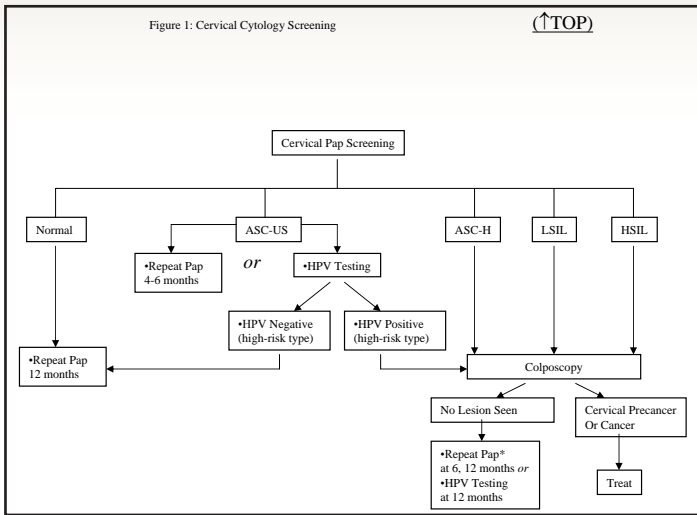 Figure 1: Cervical Cytology Screening
(↑TOP)
Cervical Pap Screening
Normal
ASC-US
ASC-H
LSIL
HSIL
•Repeat Pap
4-6 months
or
•HPV Testing
•HPV Negative
(high-risk type)
•HPV Positive
(high-risk type)
•Repeat Pap
12 months
Colposcopy
No Lesion Seen
Cervical Precancer
Or Cancer
•Repeat Pap*
at 6, 12 months or
•HPV Testing
at 12 months
Treat